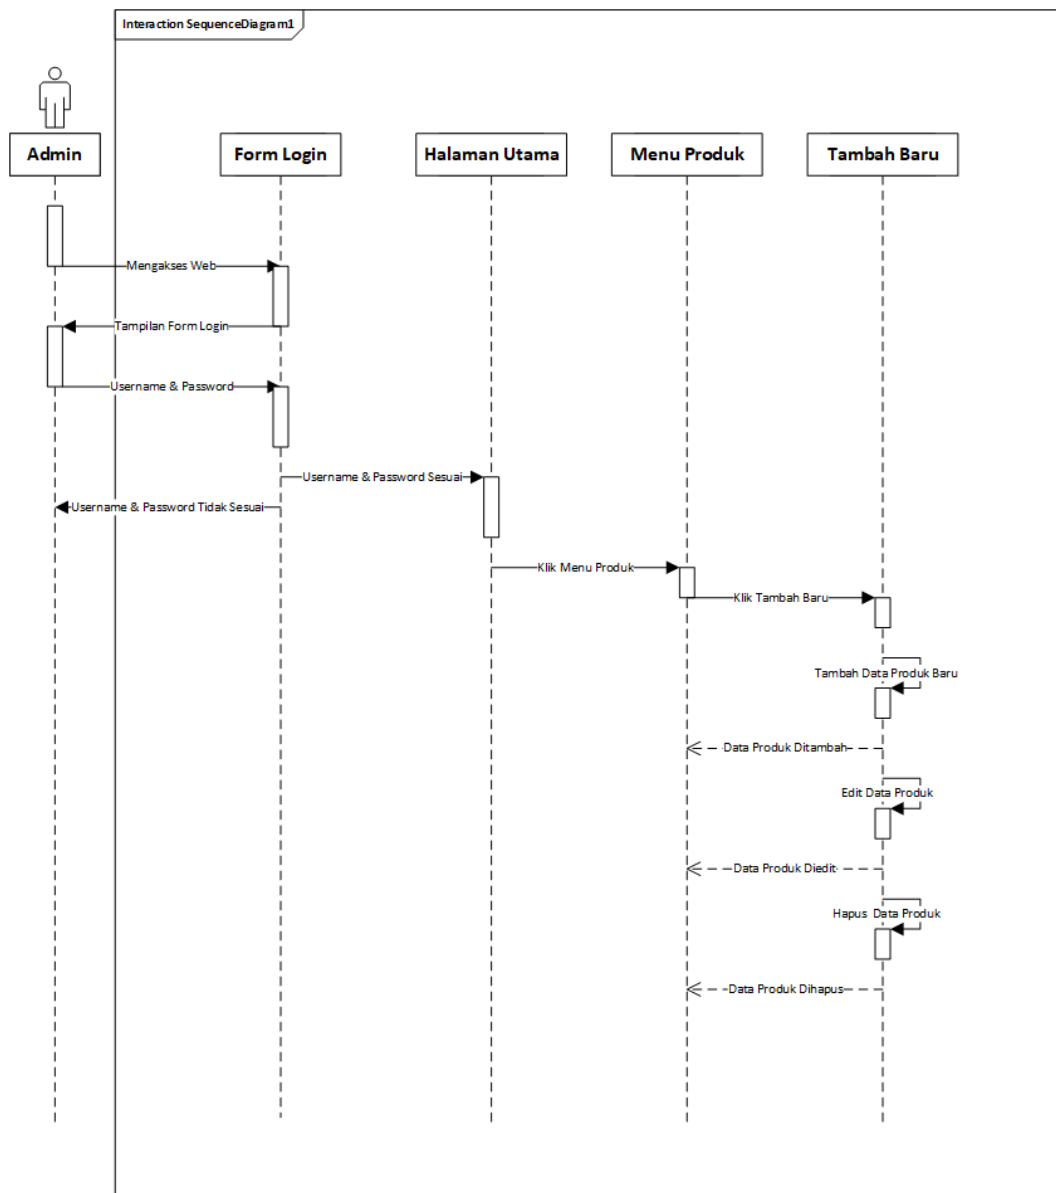 Interaction SequenceDiagram1
Admin
Form Login
Halaman Utama
Menu Produk
Tambah Baru
Mengakses Web
Tampilan Form Login
Username & Password
Username & Password Sesuai
Username & Password Tidak Sesuai
Klik Menu Produk
Klik Tambah Baru
Tambah Data Produk Baru
Data Produk Ditambah
Edit Data Produk
Data Produk Diedit
Hapus Data Produk
Data Produk Dihapus